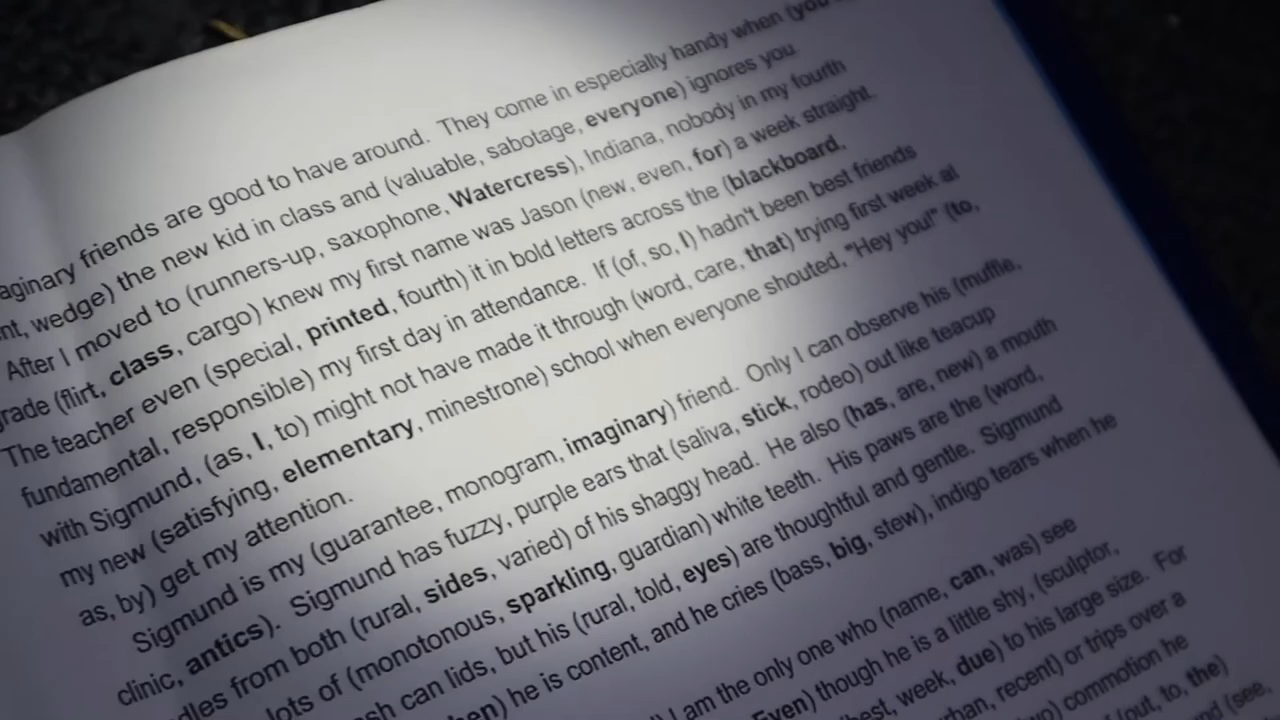 friends are good to have around. They come in especially handy when (you
wedge) the new kid in class and (valuable, sabotage, everyone) ignores you.
After I moved to (runners-up, saxophone, Watercress), Indiana, nobody in my fourth
grade (flirt, class, cargo) knew my first name was Jason (new, even, for) a week straight.
The teacher even (special, printed, fourth) it in bold letters across the (blackboard.
fundamental, responsible) my first day in attendance. If (of, so, I) hadn't been best friends
with Sigmund, (as, I, to) might not have made it through (word, care, that) trying first week at
my new (satisfying, elementary, minestrone) school when everyone shouted, "Hey you!" (to,
as, by) get my attention.
Sigmund is my (guarantee, monogram, imaginary) friend. Only I can observe his (muffle,
clinic, antics). Sigmund has fuzzy, purple ears that (saliva, stick, rodeo) out like teacup
from both (rural, sides, varied) of his shaggy head. He also (has, are, new) a mouth
lots of (monotonous, sparkling, guardian) white teeth. His paws are the (word,
can lids, but his (rural, told, eyes) are thoughtful and gentle. Sigmund
he is content, and he cries (bass, big, stew), indigo tears when he
I am the only one who (name, can, was) see
Even) though he is a little shy, (sculptor,
week, due) to his large size. For
recent) or trips over a
commotion he
(out, to, the)
(see,